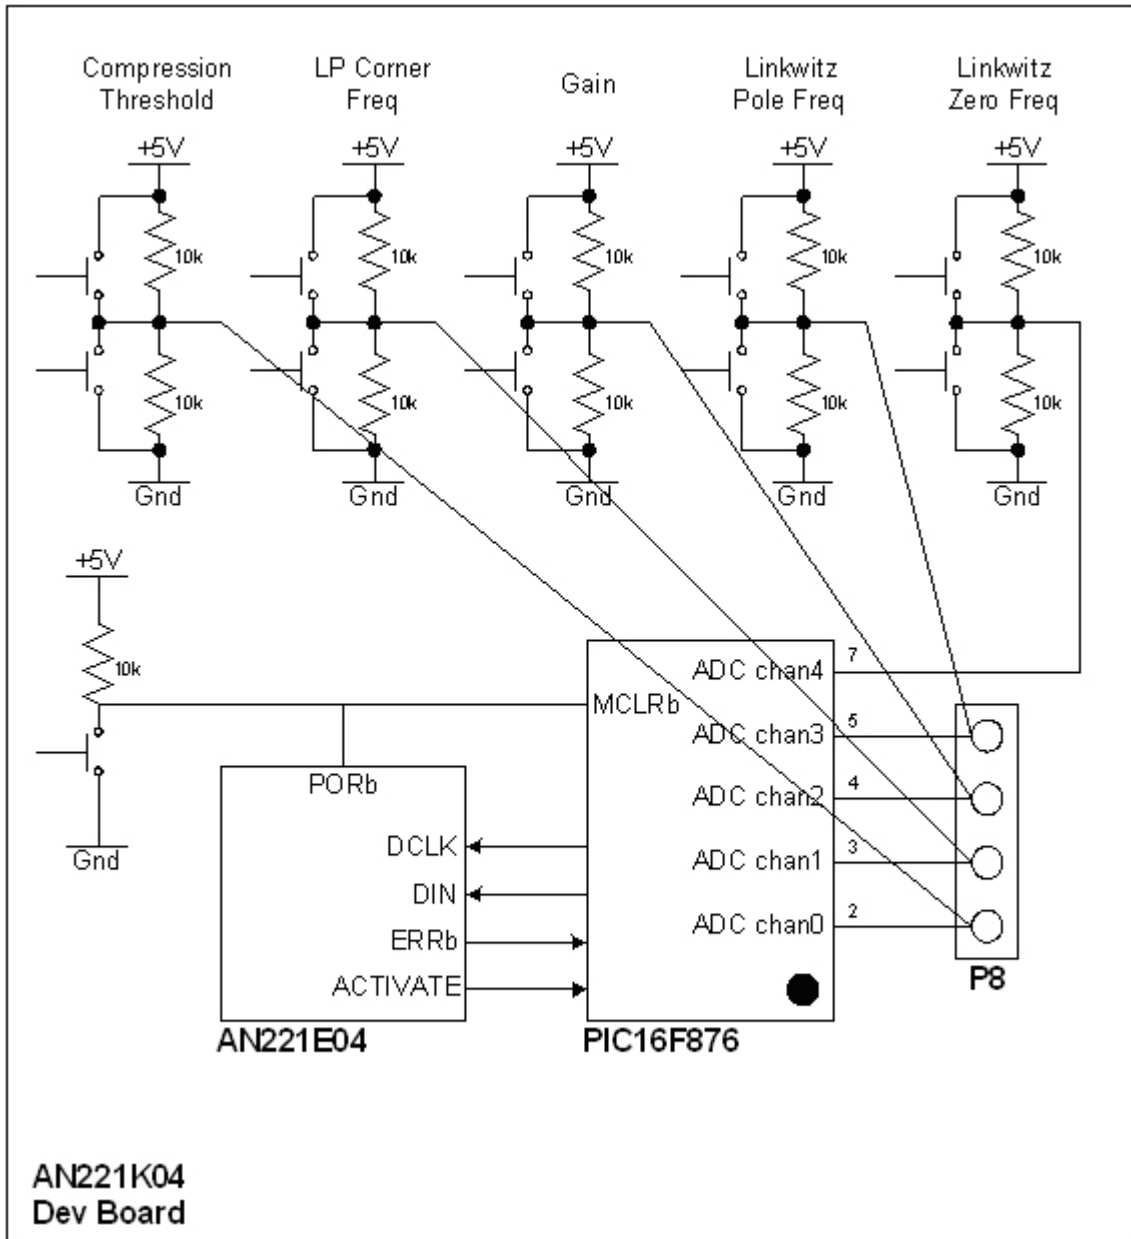 Compression
Threshold
LP Corner
Freq
Gain
Linkwitz
Pole Freq
Linkwitz
Zero Freq
+5V
+5V
+5V
+5V
+5V
10k
10k
10k
10k
10k
10k
10k
10k
10k
10k
Gnd
Gnd
Gnd
Gnd
Gnd
+5V
10k
Gnd
MCLRb
ADC chan4
7
ADC chan3
5
ADC chan2
4
ADC chan1
3
ADC chan0
2
P8
PORb
DCLK
DIN
ERRb
ACTIVATE
AN221E04
PIC16F876
AN221K04
Dev Board